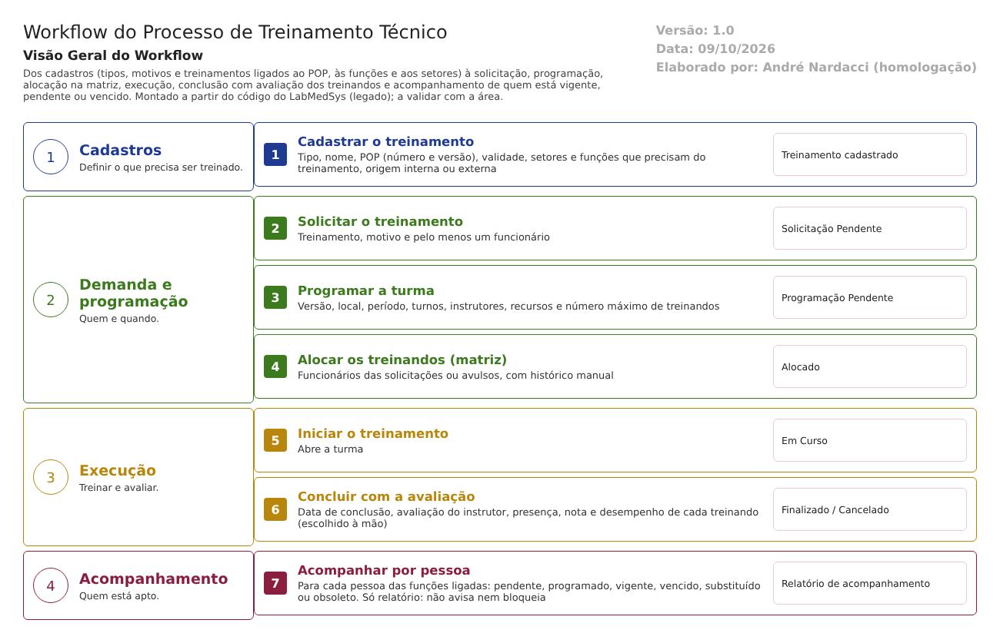 Workflow do Processo de Treinamento Técnico
Visão Geral do Workflow
Dos cadastros (tipos, motivos e treinamentos ligados ao POP, às funções e aos setores) à solicitação, programação,
alocação na matriz, execução, conclusão com avaliação dos treinandos e acompanhamento de quem está vigente,
pendente ou vencido. Montado a partir do código do LabMedSys (legado); a validar com a área.
Versão: 1.0
Data: 09/10/2026
Elaborado por: André Nardacci (homologação)
1
Cadastros
Definir o que precisa ser treinado.
1
Cadastrar o treinamento
Tipo, nome, POP (número e versão), validade, setores e funções que precisam do
treinamento, origem interna ou externa
Treinamento cadastrado
2
Demanda e
programação
Quem e quando.
2
Solicitar o treinamento
Treinamento, motivo e pelo menos um funcionário
Solicitação Pendente
3
Programar a turma
Versão, local, período, turnos, instrutores, recursos e número máximo de treinandos
Programação Pendente
4
Alocar os treinandos (matriz)
Funcionários das solicitações ou avulsos, com histórico manual
Alocado
3
Execução
Treinar e avaliar.
5
Iniciar o treinamento
Abre a turma
Em Curso
6
Concluir com a avaliação
Data de conclusão, avaliação do instrutor, presença, nota e desempenho de cada treinando
(escolhido à mão)
Finalizado / Cancelado
4
Acompanhamento
Quem está apto.
7
Acompanhar por pessoa
Para cada pessoa das funções ligadas: pendente, programado, vigente, vencido, substituído
ou obsoleto. Só relatório: não avisa nem bloqueia
Relatório de acompanhamento